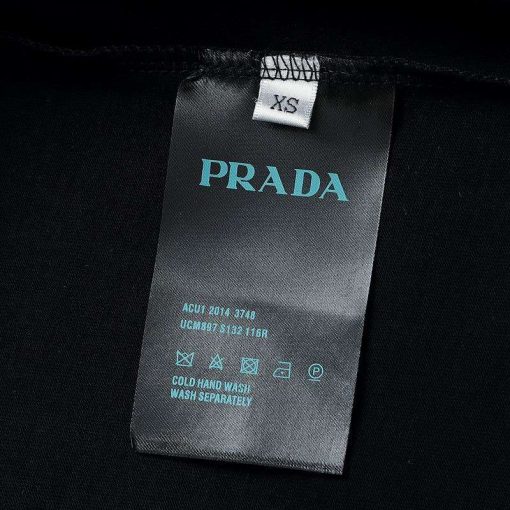 XS
PRADA
ACU1 2014 3748
UCM897 S132 116R
P
COLD HAND WASH
WASH SEPARATELY